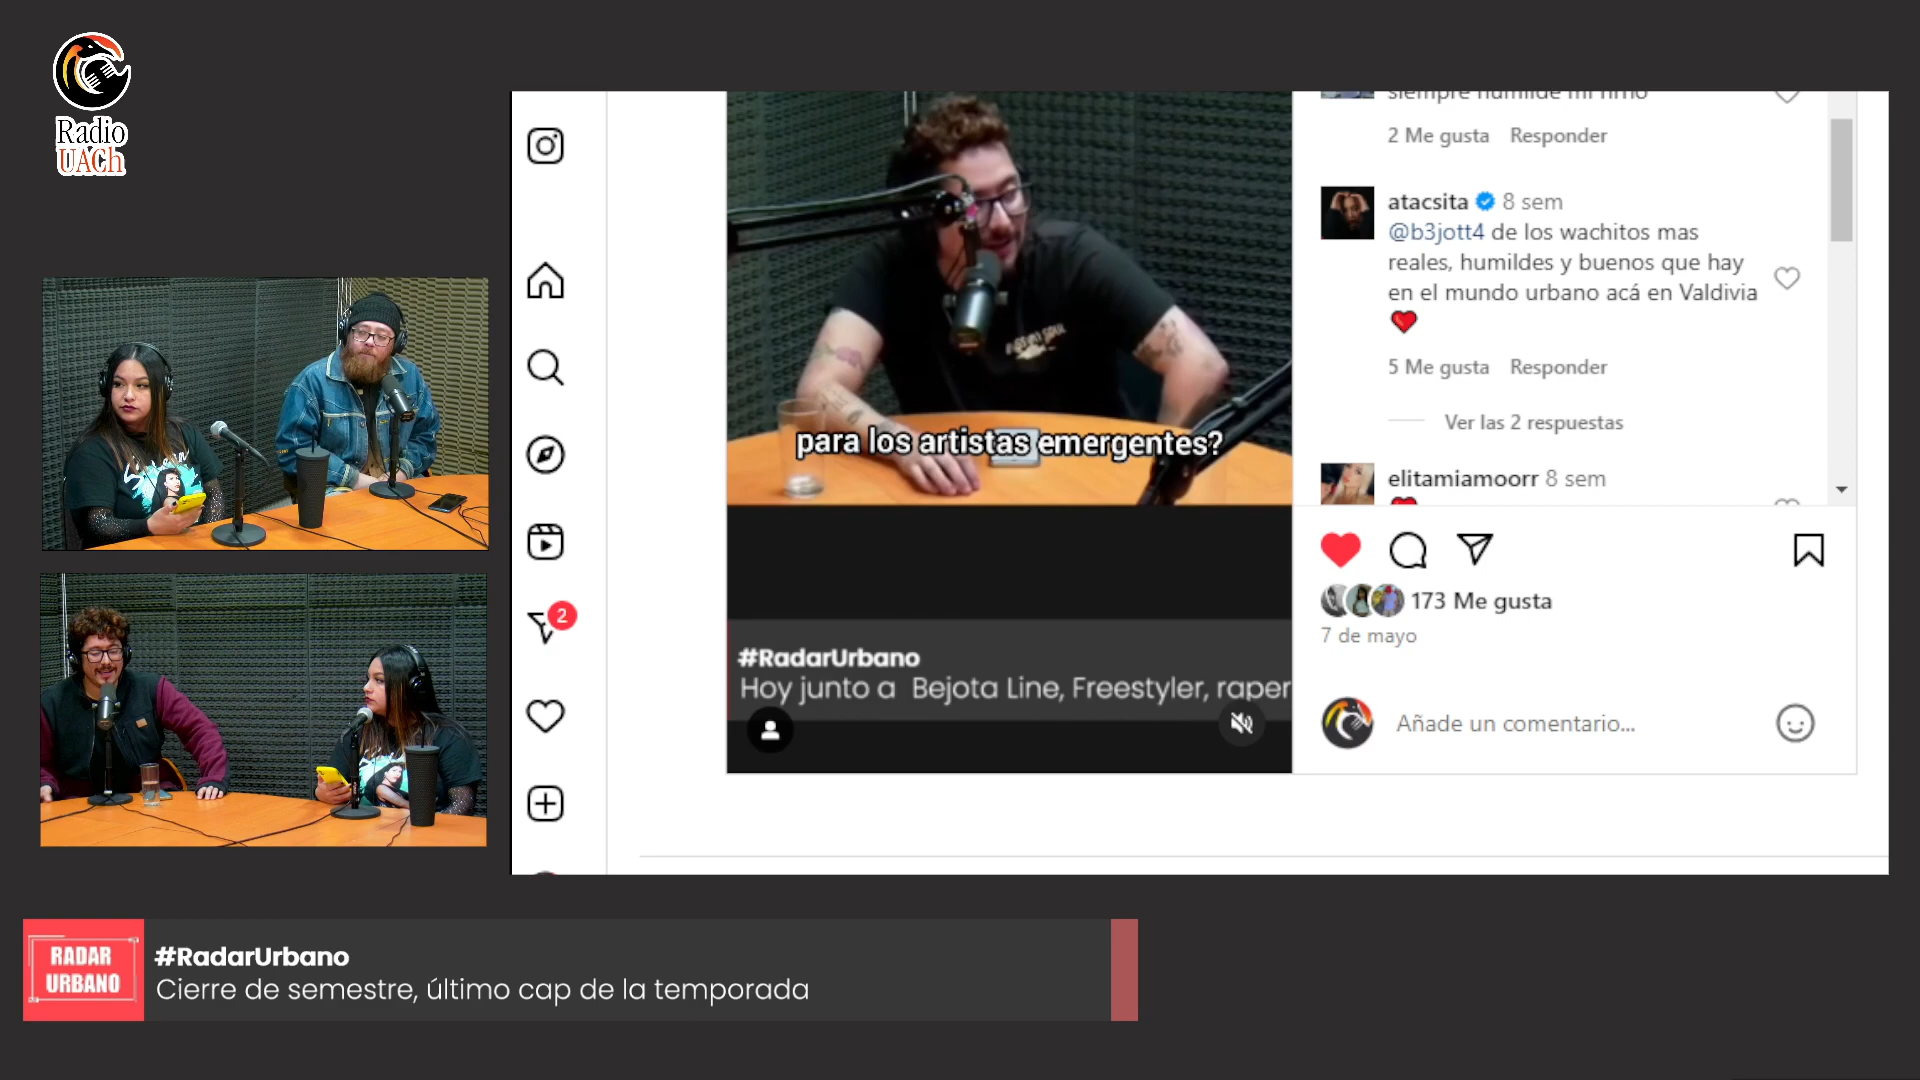 Radio
UACh
siempre humilde mi
2 Me gusta Responder
atacsita 8 sem
@b3jott4 de los wachitos mas
reales, humildes y buenos que hay
en el mundo urbano acá en Valdivia
5 Me gusta Responder
Ver las 2 respuestas
elitamiamoorr 8 sem
para los artistas emergentes?
2
173 Me gusta
7 de mayo
#RadarUrbano
Hoy junto a Bejota Line, Freestyler, raper
Añade un comentario...
RADAR
URBANO
#RadarUrbano
Cierre de semestre, último cap de la temporada